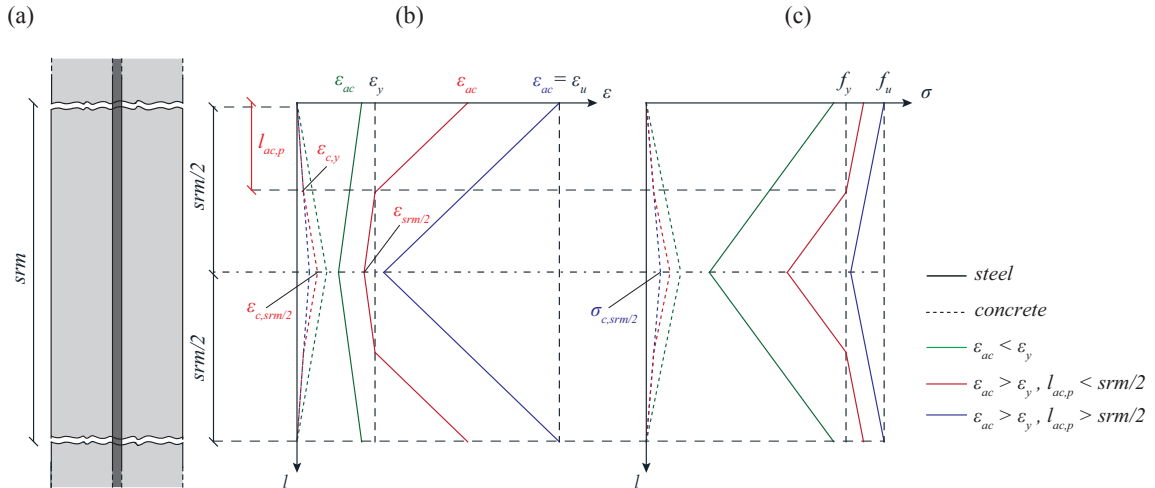 (a)
(b)
(c)
ε_ac ε_y ε_ac ε_ac = ε_u ε
f_y f_u σ
l_ac,p
ε_c,y
srm/2
srm
ε_srm/2
ε_c,srm/2
σ_c,srm/2
srm/2
l
l
steel
concrete
ε_ac < ε_y
ε_ac > ε_y , l_ac,p < srm/2
ε_ac > ε_y , l_ac,p > srm/2